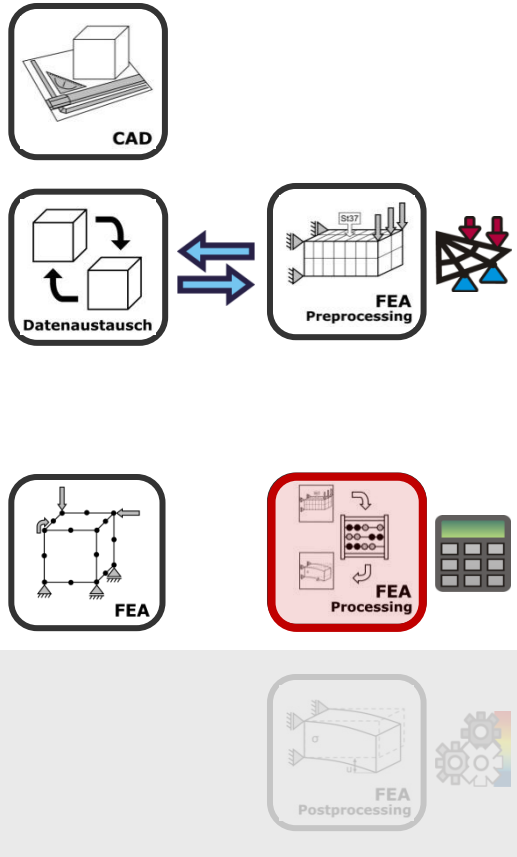 CAD
St37
Datenaustausch
FEA
Preprocessing
FEA
FEA
Processing
σ
u
FEA
Postprocessing